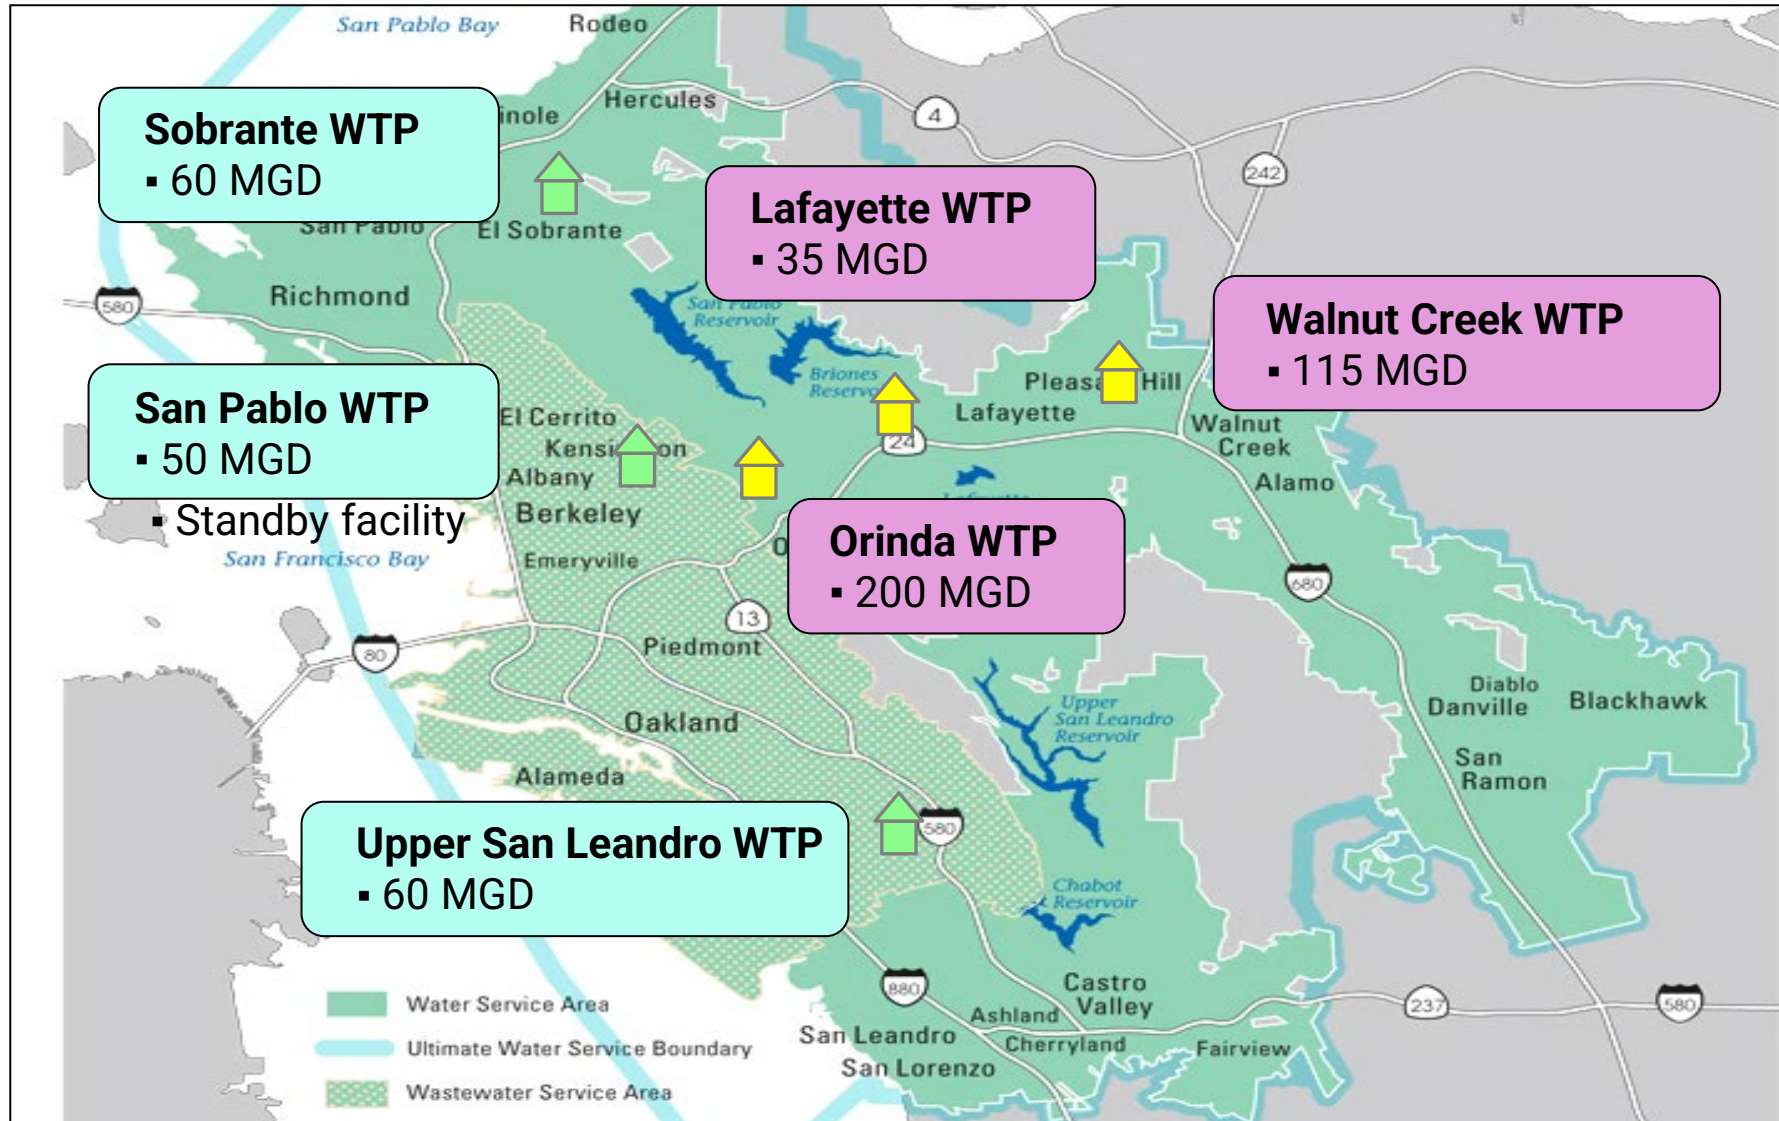 San Pablo Bay
Rodeo
Hercules
inole
4
Sobrante WTP
▪ 60 MGD
242
San Pablo
El Sobrante
Lafayette WTP
▪ 35 MGD
Richmond
580
San Pablo
Reservoir
Walnut Creek WTP
▪ 115 MGD
Briones
San Pablo WTP
▪ 50 MGD
▪ Standby facility
El Cerrito
Albany
Berkeley
Emeryville
San Francisco Bay
24
Lafayette
Walnut
Creek
Alamo
Orinda WTP
▪ 200 MGD
680
13
80
Piedmont
Oakland
Alameda
Upper
San Leandro
Reservoir
Diablo
Danville
Blackhawk
San
Ramon
Upper San Leandro WTP
▪ 60 MGD
580
Chabot
Reservoir
880
Castro
Valley
Ashland
Cherryland
San Leandro
San Lorenzo
Fairview
237
580
Water Service Area
Ultimate Water Service Boundary
Wastewater Service Area